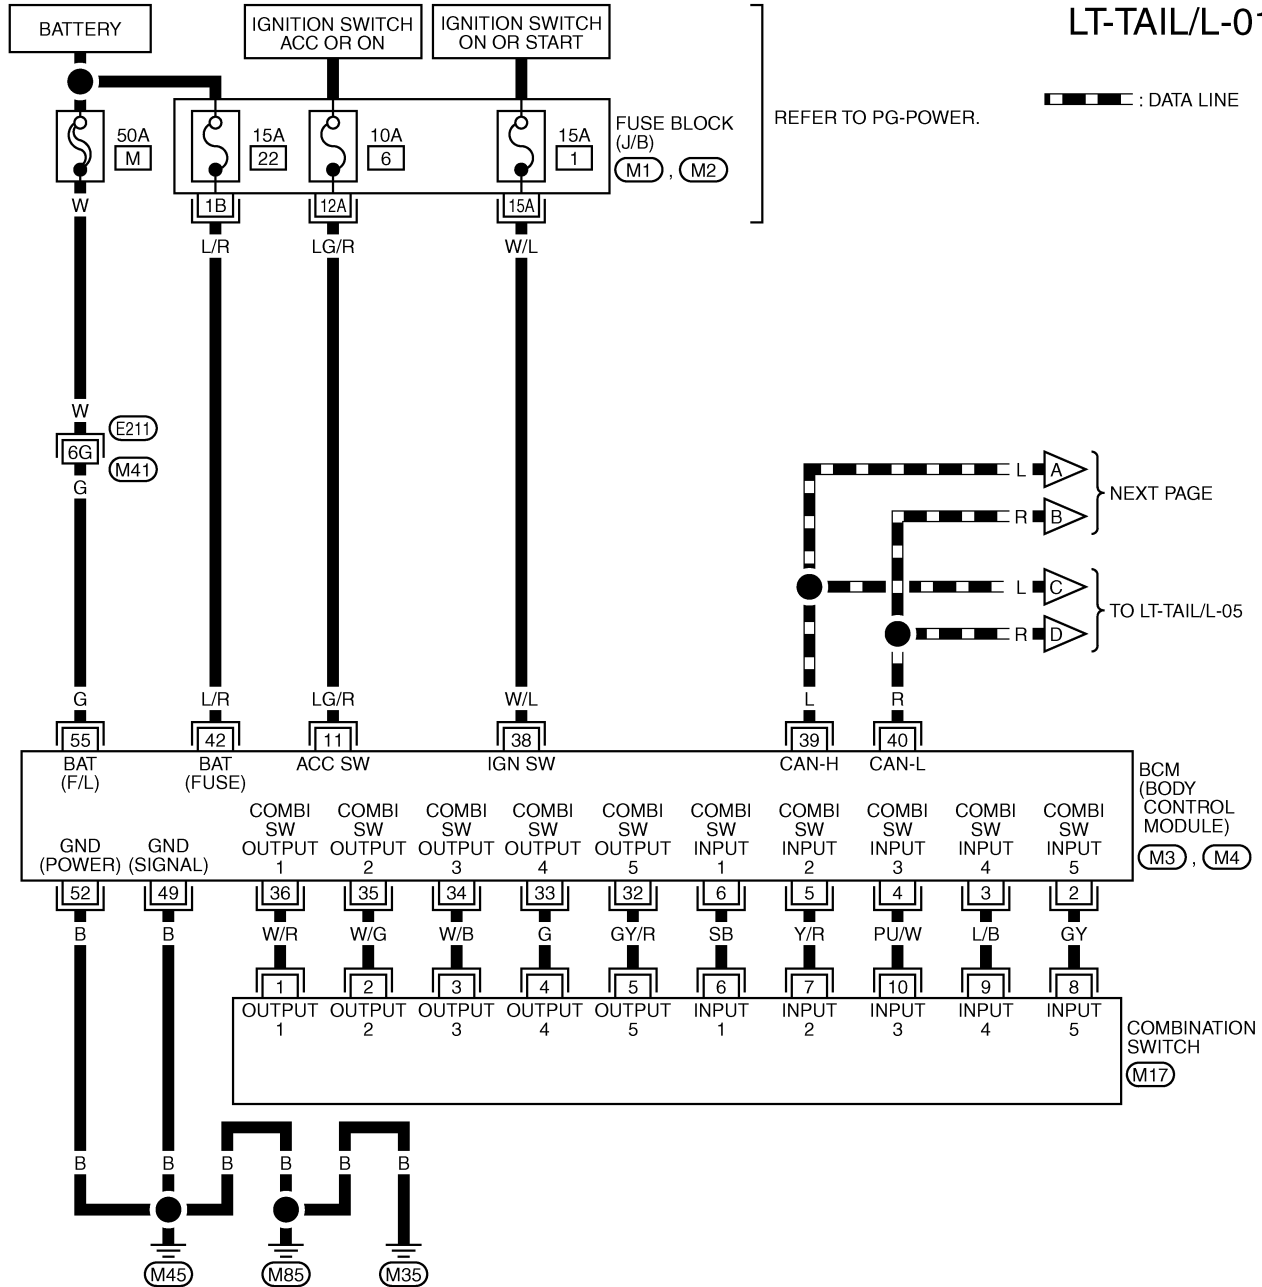 LT-TAIL/L-01
BATTERY
IGNITION SWITCH
ACC OR ON
IGNITION SWITCH
ON OR START
: DATA LINE
REFER TO PG-POWER.
50A
M
15A
22
10A
6
15A
1
FUSE BLOCK
(J/B)
M1 , M2
W
1B
12A
15A
L/R
LG/R
W/L
W
E211
6G
M41
G
L
A
R
B
NEXT PAGE
L
C
R
D
TO LT-TAIL/L-05
G
L/R
LG/R
W/L
L
R
55
42
11
38
39
40
BAT
(F/L)
BAT
(FUSE)
ACC SW
IGN SW
CAN-H
CAN-L
BCM
(BODY
CONTROL
MODULE)
M3 , M4
GND
(POWER)
GND
(SIGNAL)
COMBI
SW
OUTPUT
1
COMBI
SW
OUTPUT
2
COMBI
SW
OUTPUT
3
COMBI
SW
OUTPUT
4
COMBI
SW
OUTPUT
5
COMBI
SW
INPUT
1
COMBI
SW
INPUT
2
COMBI
SW
INPUT
3
COMBI
SW
INPUT
4
COMBI
SW
INPUT
5
52
49
36
35
34
33
32
6
5
4
3
2
B
B
W/R
W/G
W/B
G
GY/R
SB
Y/R
PU/W
L/B
GY
1
2
3
4
5
6
7
10
9
8
OUTPUT
1
OUTPUT
2
OUTPUT
3
OUTPUT
4
OUTPUT
5
INPUT
1
INPUT
2
INPUT
3
INPUT
4
INPUT
5
COMBINATION
SWITCH
M17
B
B
B
B
B
B
M45
M85
M35